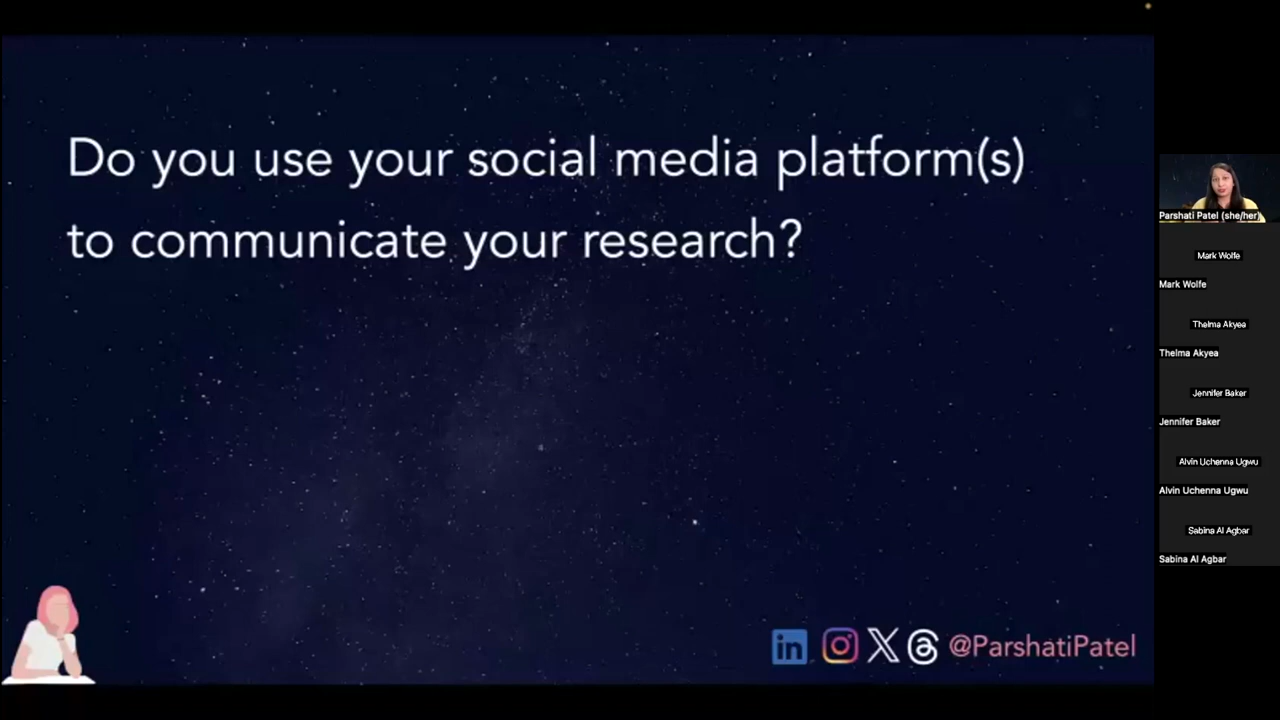 Do you use your social media platform(s)
to communicate your research?
in @ParshatiPatel
Parshati Patel (she/her)
Mark Wolfe
Mark Wolfe
Thelma Akyea
Thelma Akyea
Jennifer Baker
Jennifer Baker
Alvin Uchenna Ugwu
Alvin Uchenna Ugwu
Sabina Al Agbar
Sabina Al Agbar